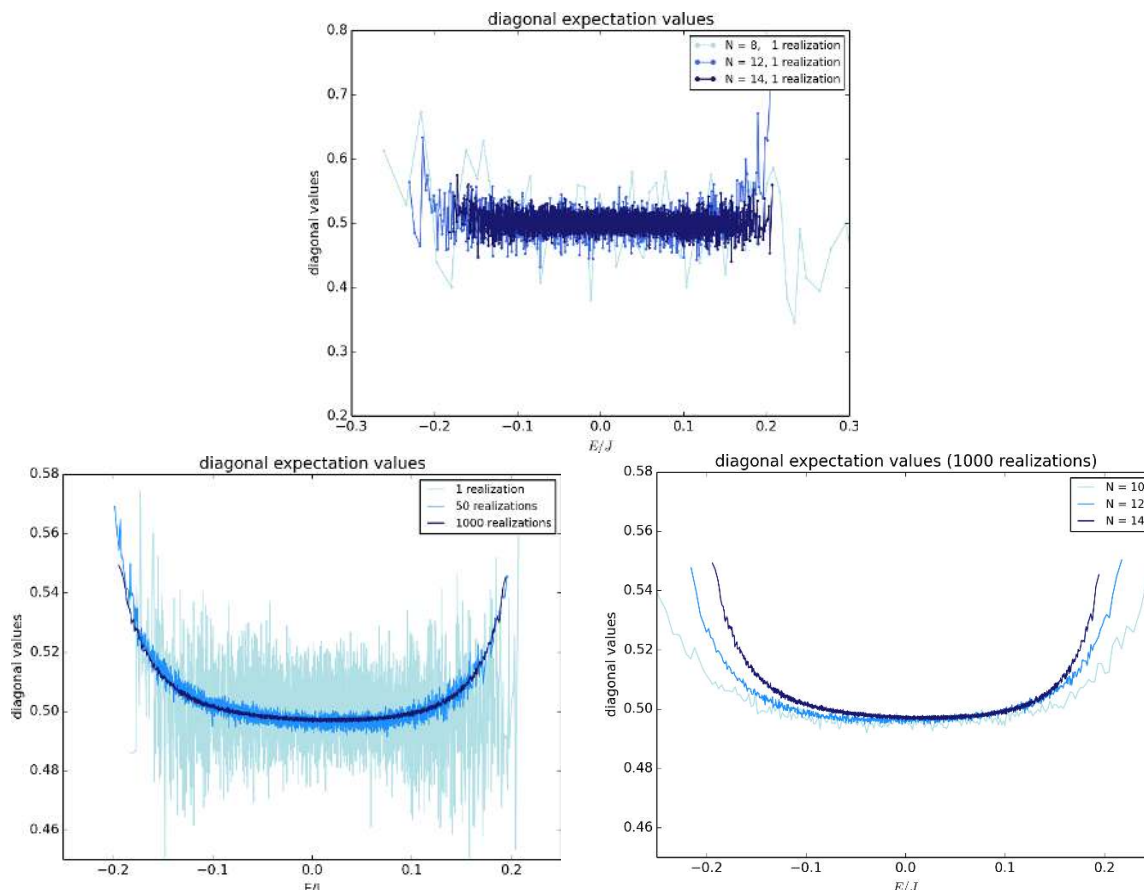 diagonal expectation values
0.8
0.7
0.6
0.5
0.4
0.3
0.2
diagonal values
N = 8, 1 realization
N = 12, 1 realization
N = 14, 1 realization
−0.3 −0.2 −0.1 0.0 0.1 0.2 0.3
E/J
diagonal expectation values
0.58
0.56
0.54
0.52
0.50
0.48
0.46
diagonal values
1 realization
50 realizations
1000 realizations
−0.2 −0.1 0.0 0.1 0.2
diagonal expectation values (1000 realizations)
0.58
0.56
0.54
0.52
0.50
0.48
0.46
diagonal values
N = 10
N = 12
N = 14
−0.2 −0.1 0.0 0.1 0.2